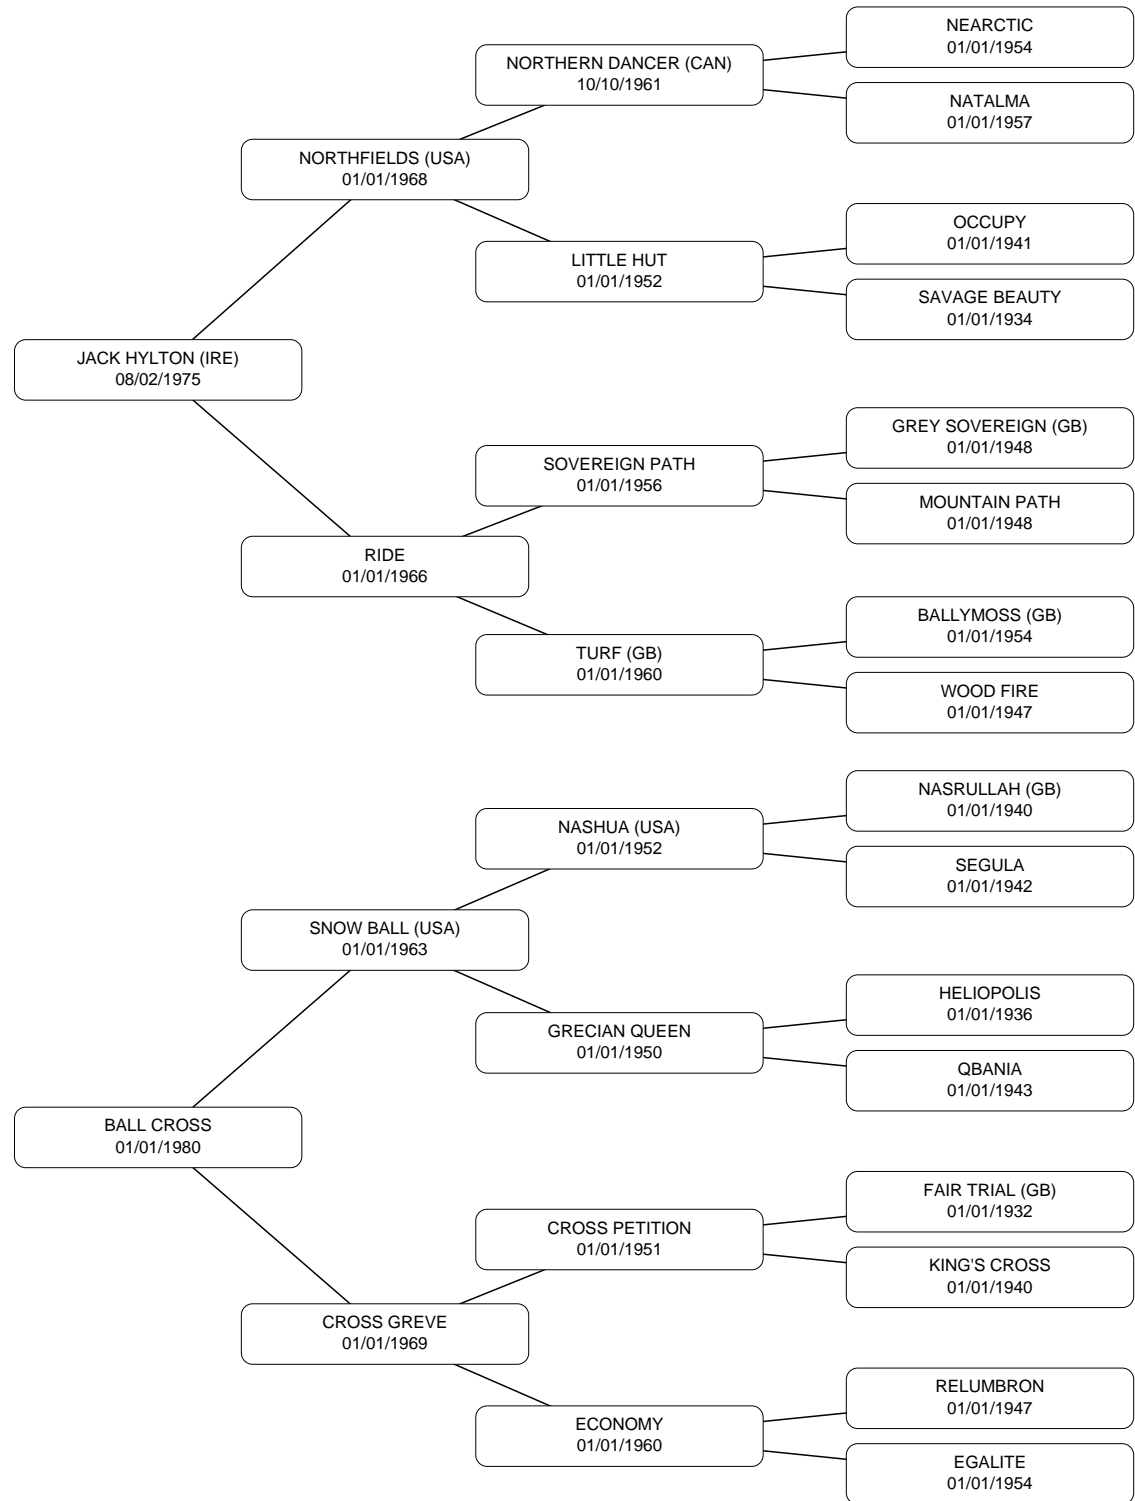 NEARCTIC
01/01/1954
NORTHERN DANCER (CAN)
10/10/1961
NATALMA
01/01/1957
NORTHFIELDS (USA)
01/01/1968
OCCUPY
01/01/1941
LITTLE HUT
01/01/1952
SAVAGE BEAUTY
01/01/1934
JACK HYLTON (IRE)
08/02/1975
GREY SOVEREIGN (GB)
01/01/1948
SOVEREIGN PATH
01/01/1956
MOUNTAIN PATH
01/01/1948
RIDE
01/01/1966
BALLYMOSS (GB)
01/01/1954
TURF (GB)
01/01/1960
WOOD FIRE
01/01/1947
NASRULLAH (GB)
01/01/1940
NASHUA (USA)
01/01/1952
SEGULA
01/01/1942
SNOW BALL (USA)
01/01/1963
HELIOPOLIS
01/01/1936
GRECIAN QUEEN
01/01/1950
QBANIA
01/01/1943
BALL CROSS
01/01/1980
FAIR TRIAL (GB)
01/01/1932
CROSS PETITION
01/01/1951
KING'S CROSS
01/01/1940
CROSS GREVE
01/01/1969
RELUMBRON
01/01/1947
ECONOMY
01/01/1960
EGALITE
01/01/1954